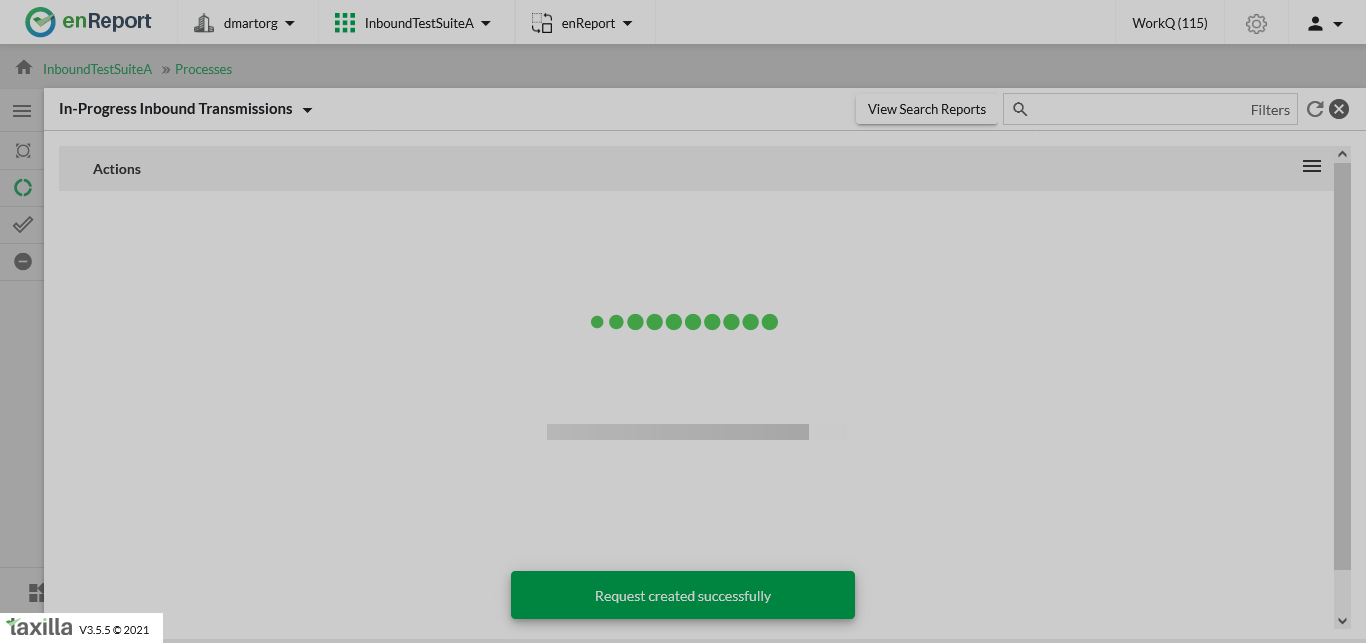 enReport
dmartorg
InboundTestSuiteA
enReport
WorkQ (115)
InboundTestSuiteA » Processes
In-Progress Inbound Transmissions
View Search Reports
Filters
Actions
Request created successfully
taxilla V3.5.5 © 2021